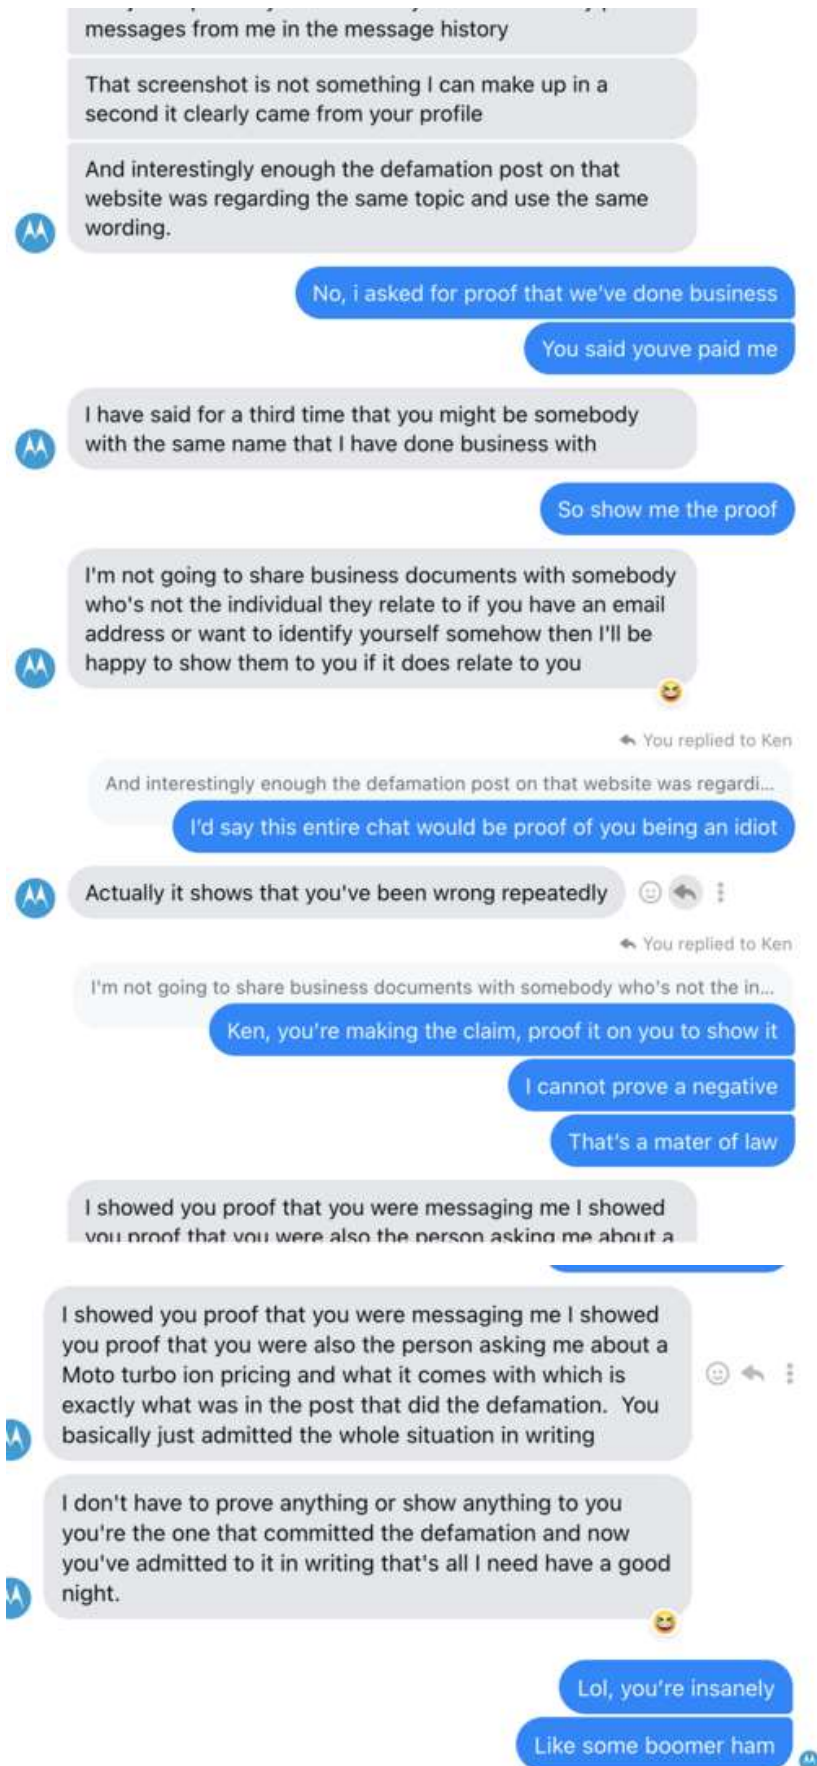 messages from me in the message history
That screenshot is not something I can make up in a
second it clearly came from your profile
And interestingly enough the defamation post on that
website was regarding the same topic and use the same
wording.
No, i asked for proof that we've done business
You said youve paid me
I have said for a third time that you might be somebody
with the same name that I have done business with
So show me the proof
I'm not going to share business documents with somebody
who's not the individual they relate to if you have an email
address or want to identify yourself somehow then I'll be
happy to show them to you if it does relate to you
You replied to Ken
And interestingly enough the defamation post on that website was regardi...
I'd say this entire chat would be proof of you being an idiot
Actually it shows that you've been wrong repeatedly
You replied to Ken
I'm not going to share business documents with somebody who's not the in...
Ken, you're making the claim, proof it on you to show it
I cannot prove a negative
That's a mater of law
I showed you proof that you were messaging me I showed
you proof that you were also the person asking me about a
I showed you proof that you were messaging me I showed
you proof that you were also the person asking me about a
Moto turbo ion pricing and what it comes with which is
exactly what was in the post that did the defamation. You
basically just admitted the whole situation in writing
I don't have to prove anything or show anything to you
you're the one that committed the defamation and now
you've admitted to it in writing that's all I need have a good
night.
Lol, you're insanely
Like some boomer ham